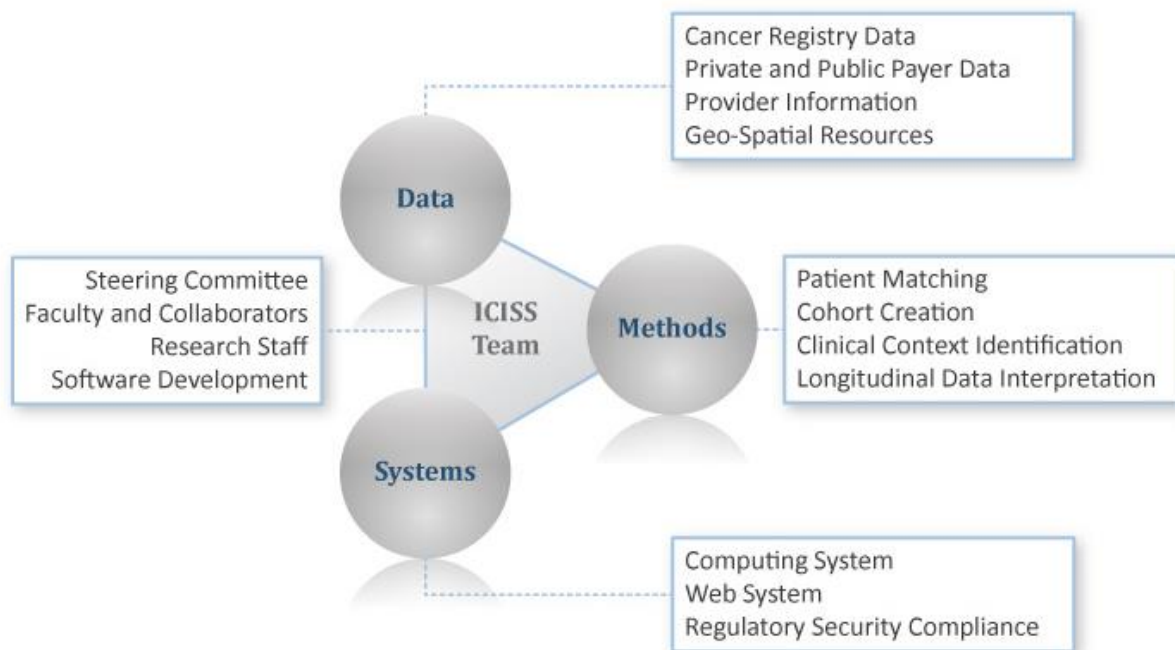 Cancer Registry Data
Private and Public Payer Data
Provider Information
Geo-Spatial Resources
Data
Steering Committee
Faculty and Collaborators
Research Staff
Software Development
ICISS
Team
Methods
Patient Matching
Cohort Creation
Clinical Context Identification
Longitudinal Data Interpretation
Systems
Computing System
Web System
Regulatory Security Compliance